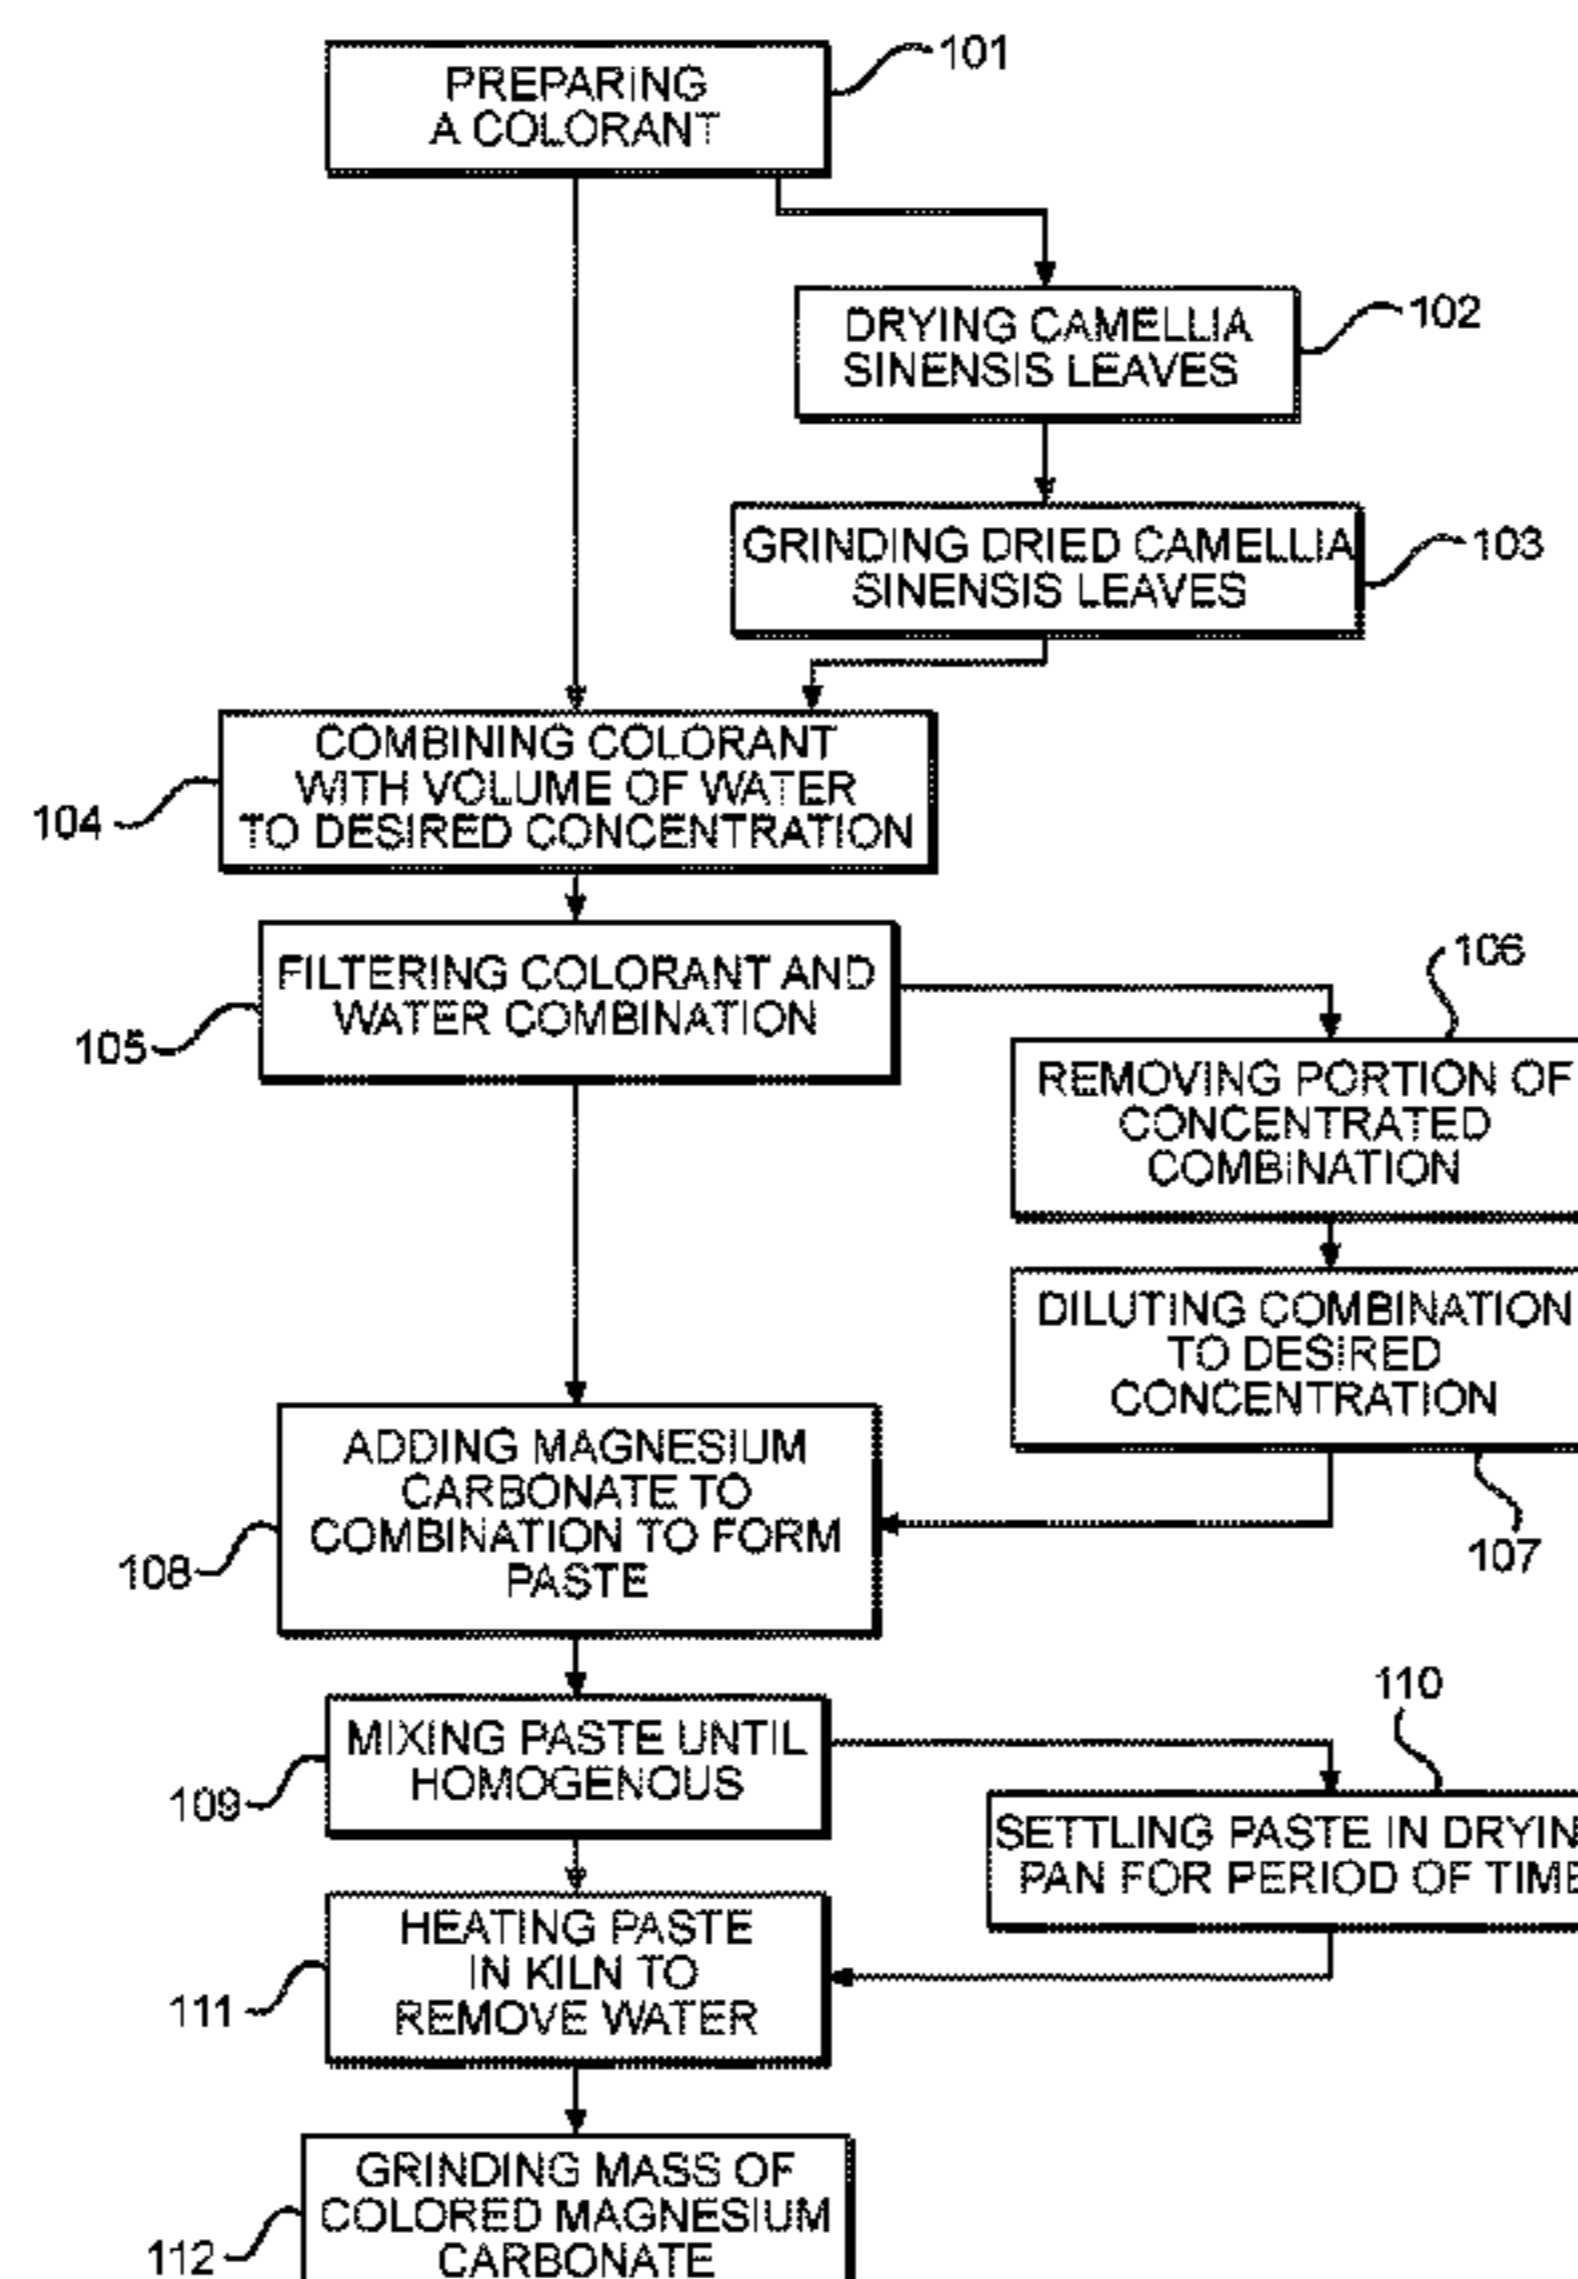 101
PREPARING
A COLORANT
DRYING CAMELLIA
SINENSIS LEAVES
102
GRINDING DRIED CAMELLIA
SINENSIS LEAVES
103
COMBINING COLORANT
WITH VOLUME OF WATER
TO DESIRED CONCENTRATION
104
FILTERING COLORANT AND
WATER COMBINATION
105
106
REMOVING PORTION OF
CONCENTRATED
COMBINATION
DILUTING COMBINATION
TO DESIRED
CONCENTRATION
107
ADDING MAGNESIUM
CARBONATE TO
COMBINATION TO FORM
PASTE
108
MIXING PASTE UNTIL
HOMOGENOUS
109
110
SETTLING PASTE IN DRYIN
PAN FOR PERIOD OF TIME
HEATING PASTE
IN KILN TO
REMOVE WATER
111
GRINDING MASS OF
COLORED MAGNESIUM
CARBONATE
112